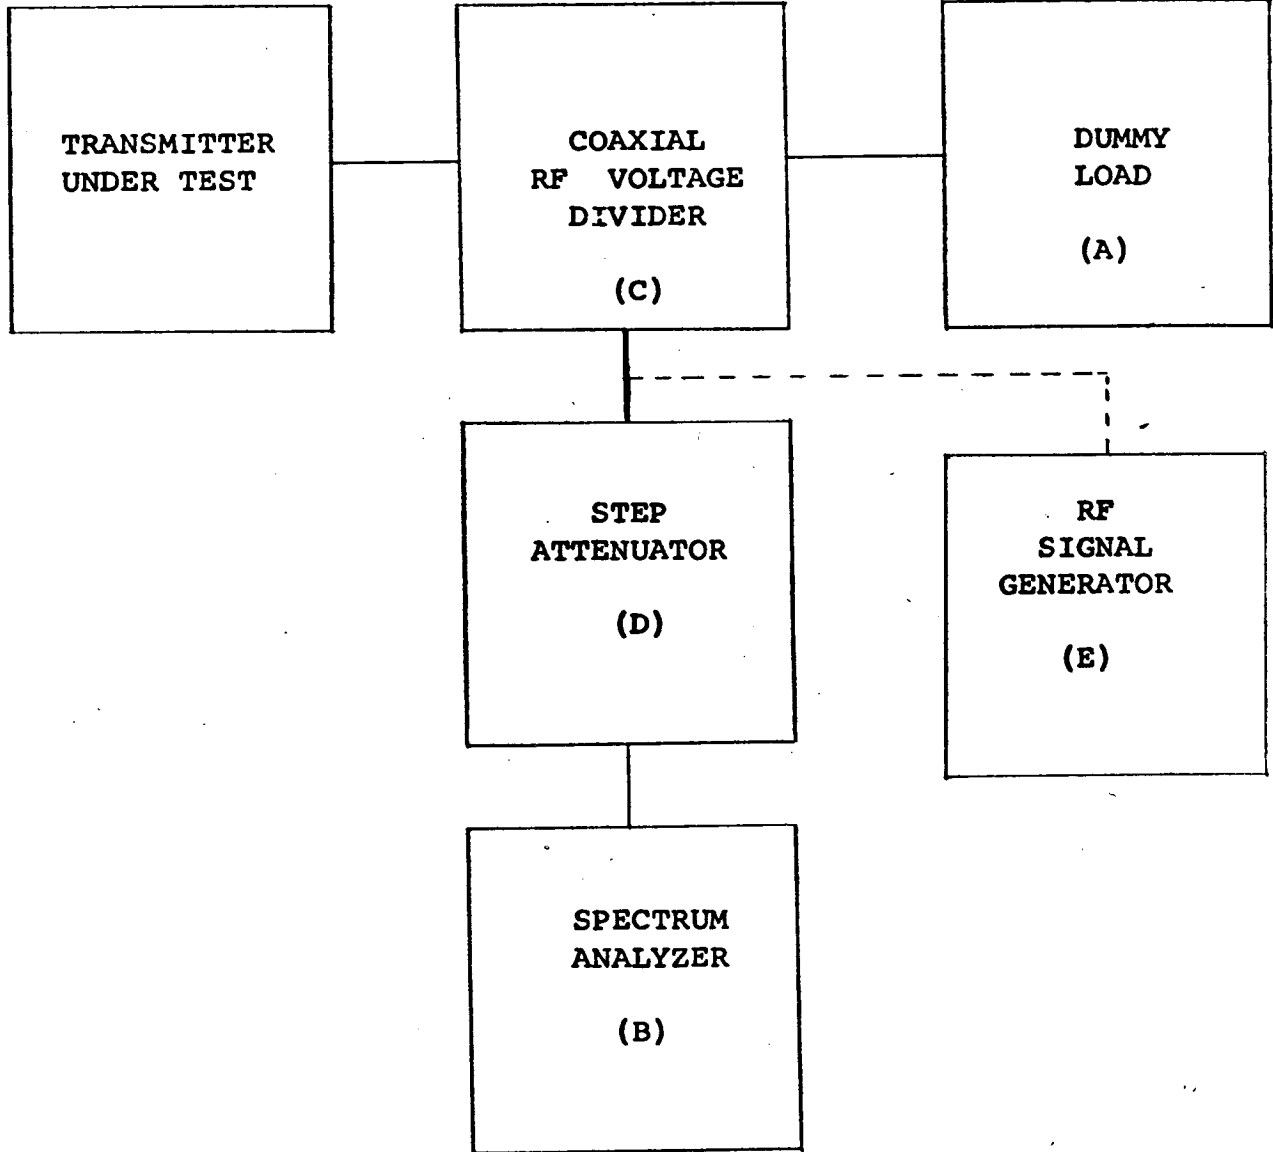 TRANSMITTER
UNDER TEST
COAXIAL
RF VOLTAGE
DIVIDER
(C)
DUMMY
LOAD
(A)
STEP
ATTENUATOR
(D)
RF
SIGNAL
GENERATOR
(E)
SPECTRUM
ANALYZER
(B)